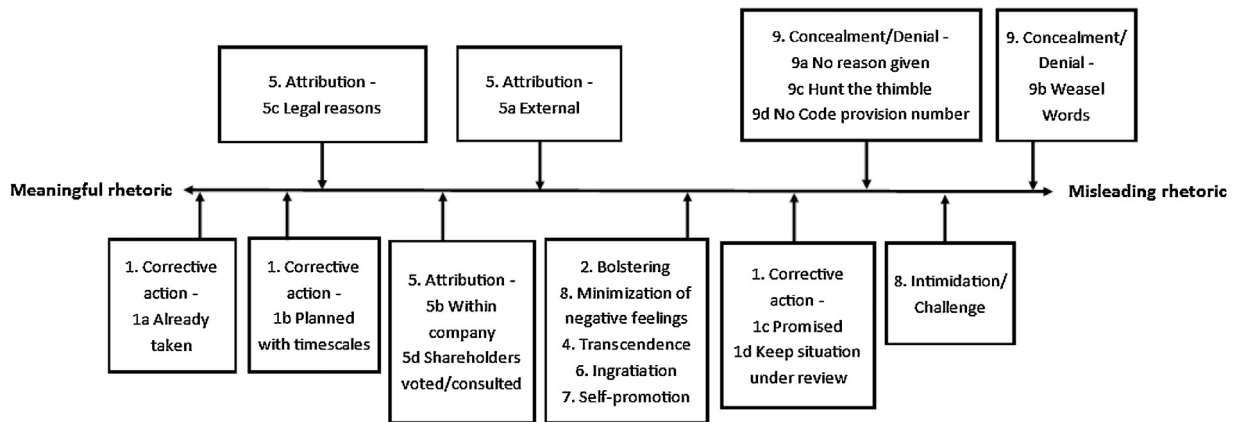 5. Attribution -
5c Legal reasons
5. Attribution -
5a External
9. Concealment/Denial -
9a No reason given
9c Hunt the thimble
9d No Code provision number
9. Concealment/
Denial -
9b Weasel
Words
Meaningful rhetoric
Misleading rhetoric
1. Corrective
action -
1a Already
taken
1. Corrective
action -
1b Planned
with timescales
5. Attribution -
5b Within
company
5d Shareholders
voted/consulted
2. Bolstering
8. Minimization of
negative feelings
4. Transcendence
6. Ingratiation
7. Self-promotion
1. Corrective
action -
1c Promised
1d Keep situation
under review
8. Intimidation/
Challenge